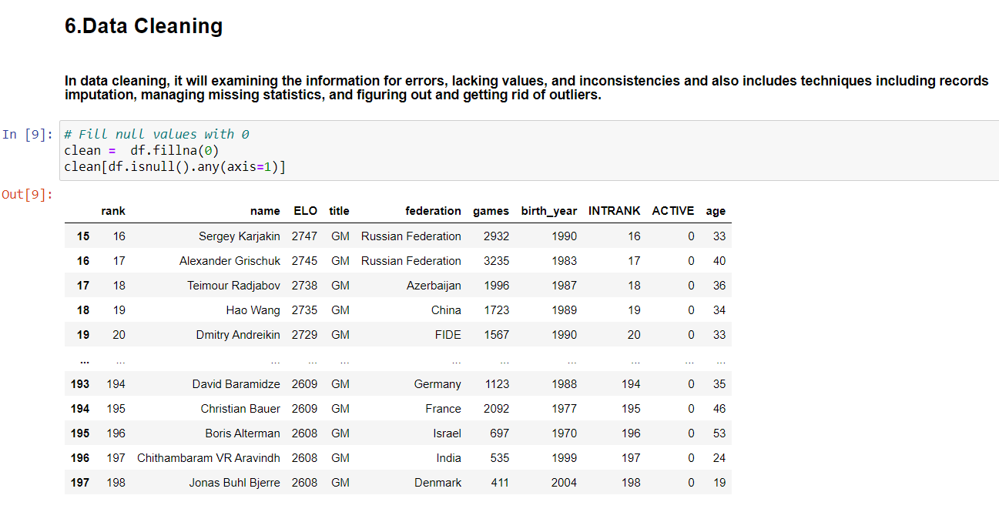 6.Data Cleaning
In data cleaning, it will examining the information for errors, lacking values, and inconsistencies and also includes techniques including records
imputation, managing missing statistics, and figuring out and getting rid of outliers.
In [9]: # Fill null values with 0
clean =  df.fillna(0)
clean[df.isnull().any(axis=1)]
Out[9]:
rank name ELO title federation games birth_year INTRANK ACTIVE age
15 16 Sergey Karjakin 2747 GM Russian Federation 2932 1990 16 0 33
16 17 Alexander Grischuk 2745 GM Russian Federation 3235 1983 17 0 40
17 18 Teimour Radjabov 2738 GM Azerbaijan 1996 1987 18 0 36
18 19 Hao Wang 2735 GM China 1723 1989 19 0 34
19 20 Dmitry Andreikin 2729 GM FIDE 1567 1990 20 0 33
... ... ... ... ... ... ... ... ... ... ...
193 194 David Baramidze 2609 GM Germany 1123 1988 194 0 35
194 195 Christian Bauer 2609 GM France 2092 1977 195 0 46
195 196 Boris Alterman 2608 GM Israel 697 1970 196 0 53
196 197 Chithambaram VR Aravindh 2608 GM India 535 1999 197 0 24
197 198 Jonas Buhl Bjerre 2608 GM Denmark 411 2004 198 0 19